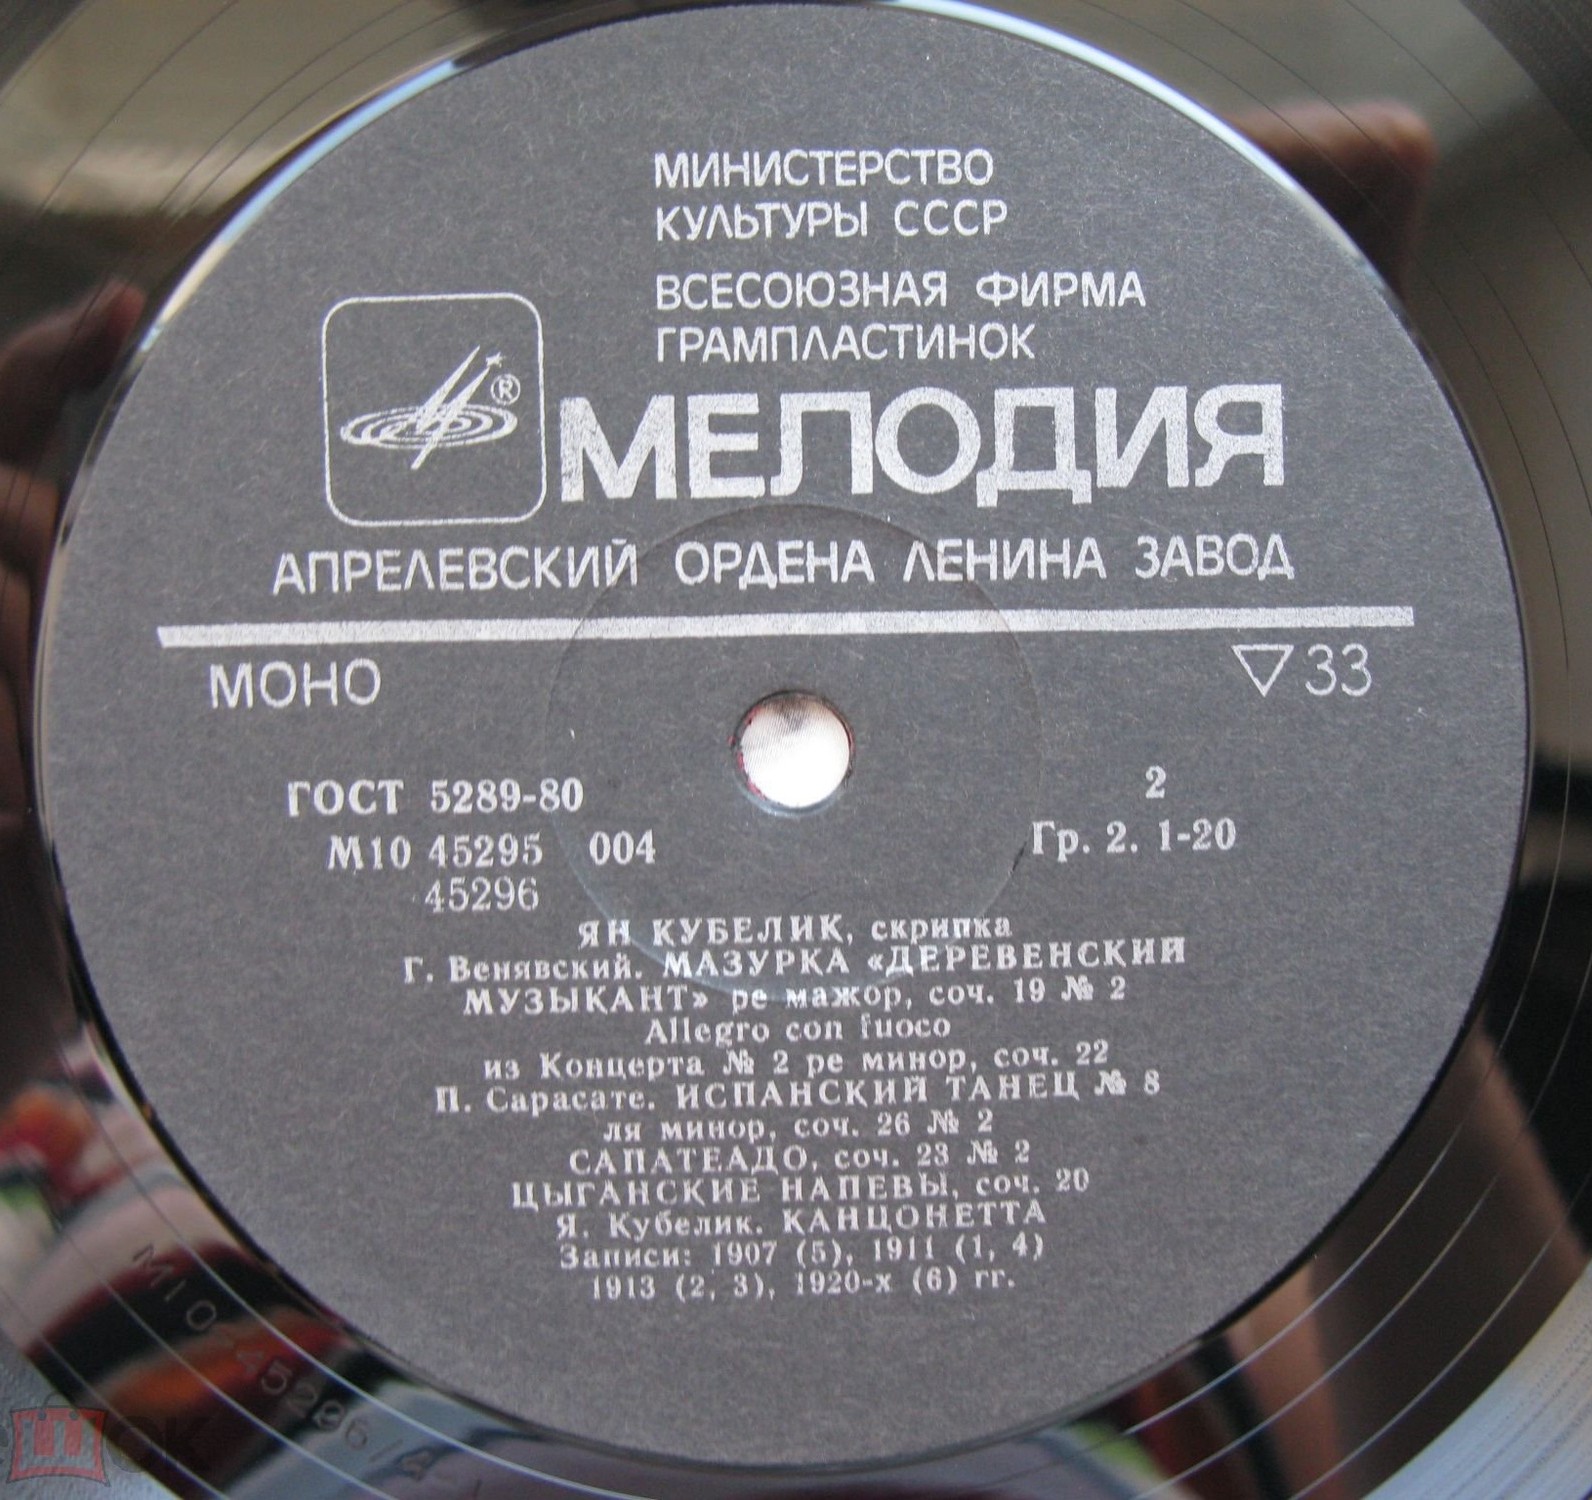 МИНИСТЕРСТВО
КУЛЬТУРЫ СССР
ВСЕСОЮЗНАЯ ФИРМА
ГРАМПЛАСТИНОК
®
МЕЛОДИЯ
АПРЕЛЕВСКИЙ ОРДЕНА ЛЕНИНА ЗАВОД
МОНО
▽33
ГОСТ 5289-80
2
М10 45295 004
Гр. 2. 1-20
45296
ЯН КУБЕЛИК, скрипка
Г. Венявский. МАЗУРКА «ДЕРЕВЕНСКИЙ
МУЗЫКАНТ» ре мажор, соч. 19 № 2
Allegro con fuoco
из Концерта № 2 ре минор, соч. 22
П. Сарасате. ИСПАНСКИЙ ТАНЕЦ № 8
ля минор, соч. 26 № 2
САПАТЕАДО, соч. 23 № 2
ЦЫГАНСКИЕ НАПЕВЫ, соч. 20
Я. Кубелик. КАНЦОНЕТТА
Записи: 1907 (5), 1911 (1, 4)
1913 (2, 3), 1920-х (6) гг.